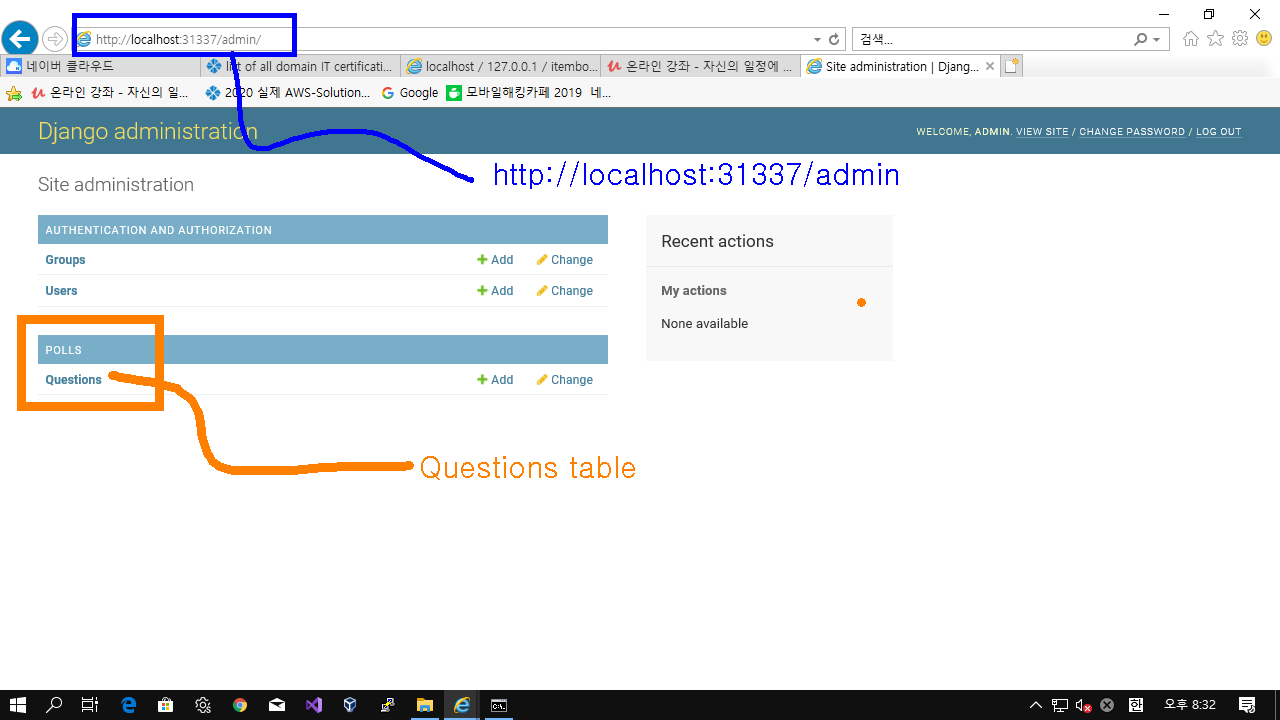 http://localhost:31337/admin/
검색...
네이버 클라우드
list of all domain IT certificati...
localhost / 127.0.0.1 / itembo...
온라인 강좌 - 자신의 일정에 ...
Site administration | Djang...
온라인 강좌 - 자신의 일...
2020 실제 AWS-Solution...
Google
모바일해킹카페 2019 네...
Django administration
WELCOME, ADMIN. VIEW SITE / CHANGE PASSWORD / LOG OUT
http://localhost:31337/admin
Site administration
AUTHENTICATION AND AUTHORIZATION
Groups Add Change
Users Add Change
Recent actions
My actions
None available
POLLS
Questions Add Change
Questions table
한
오후 8:32